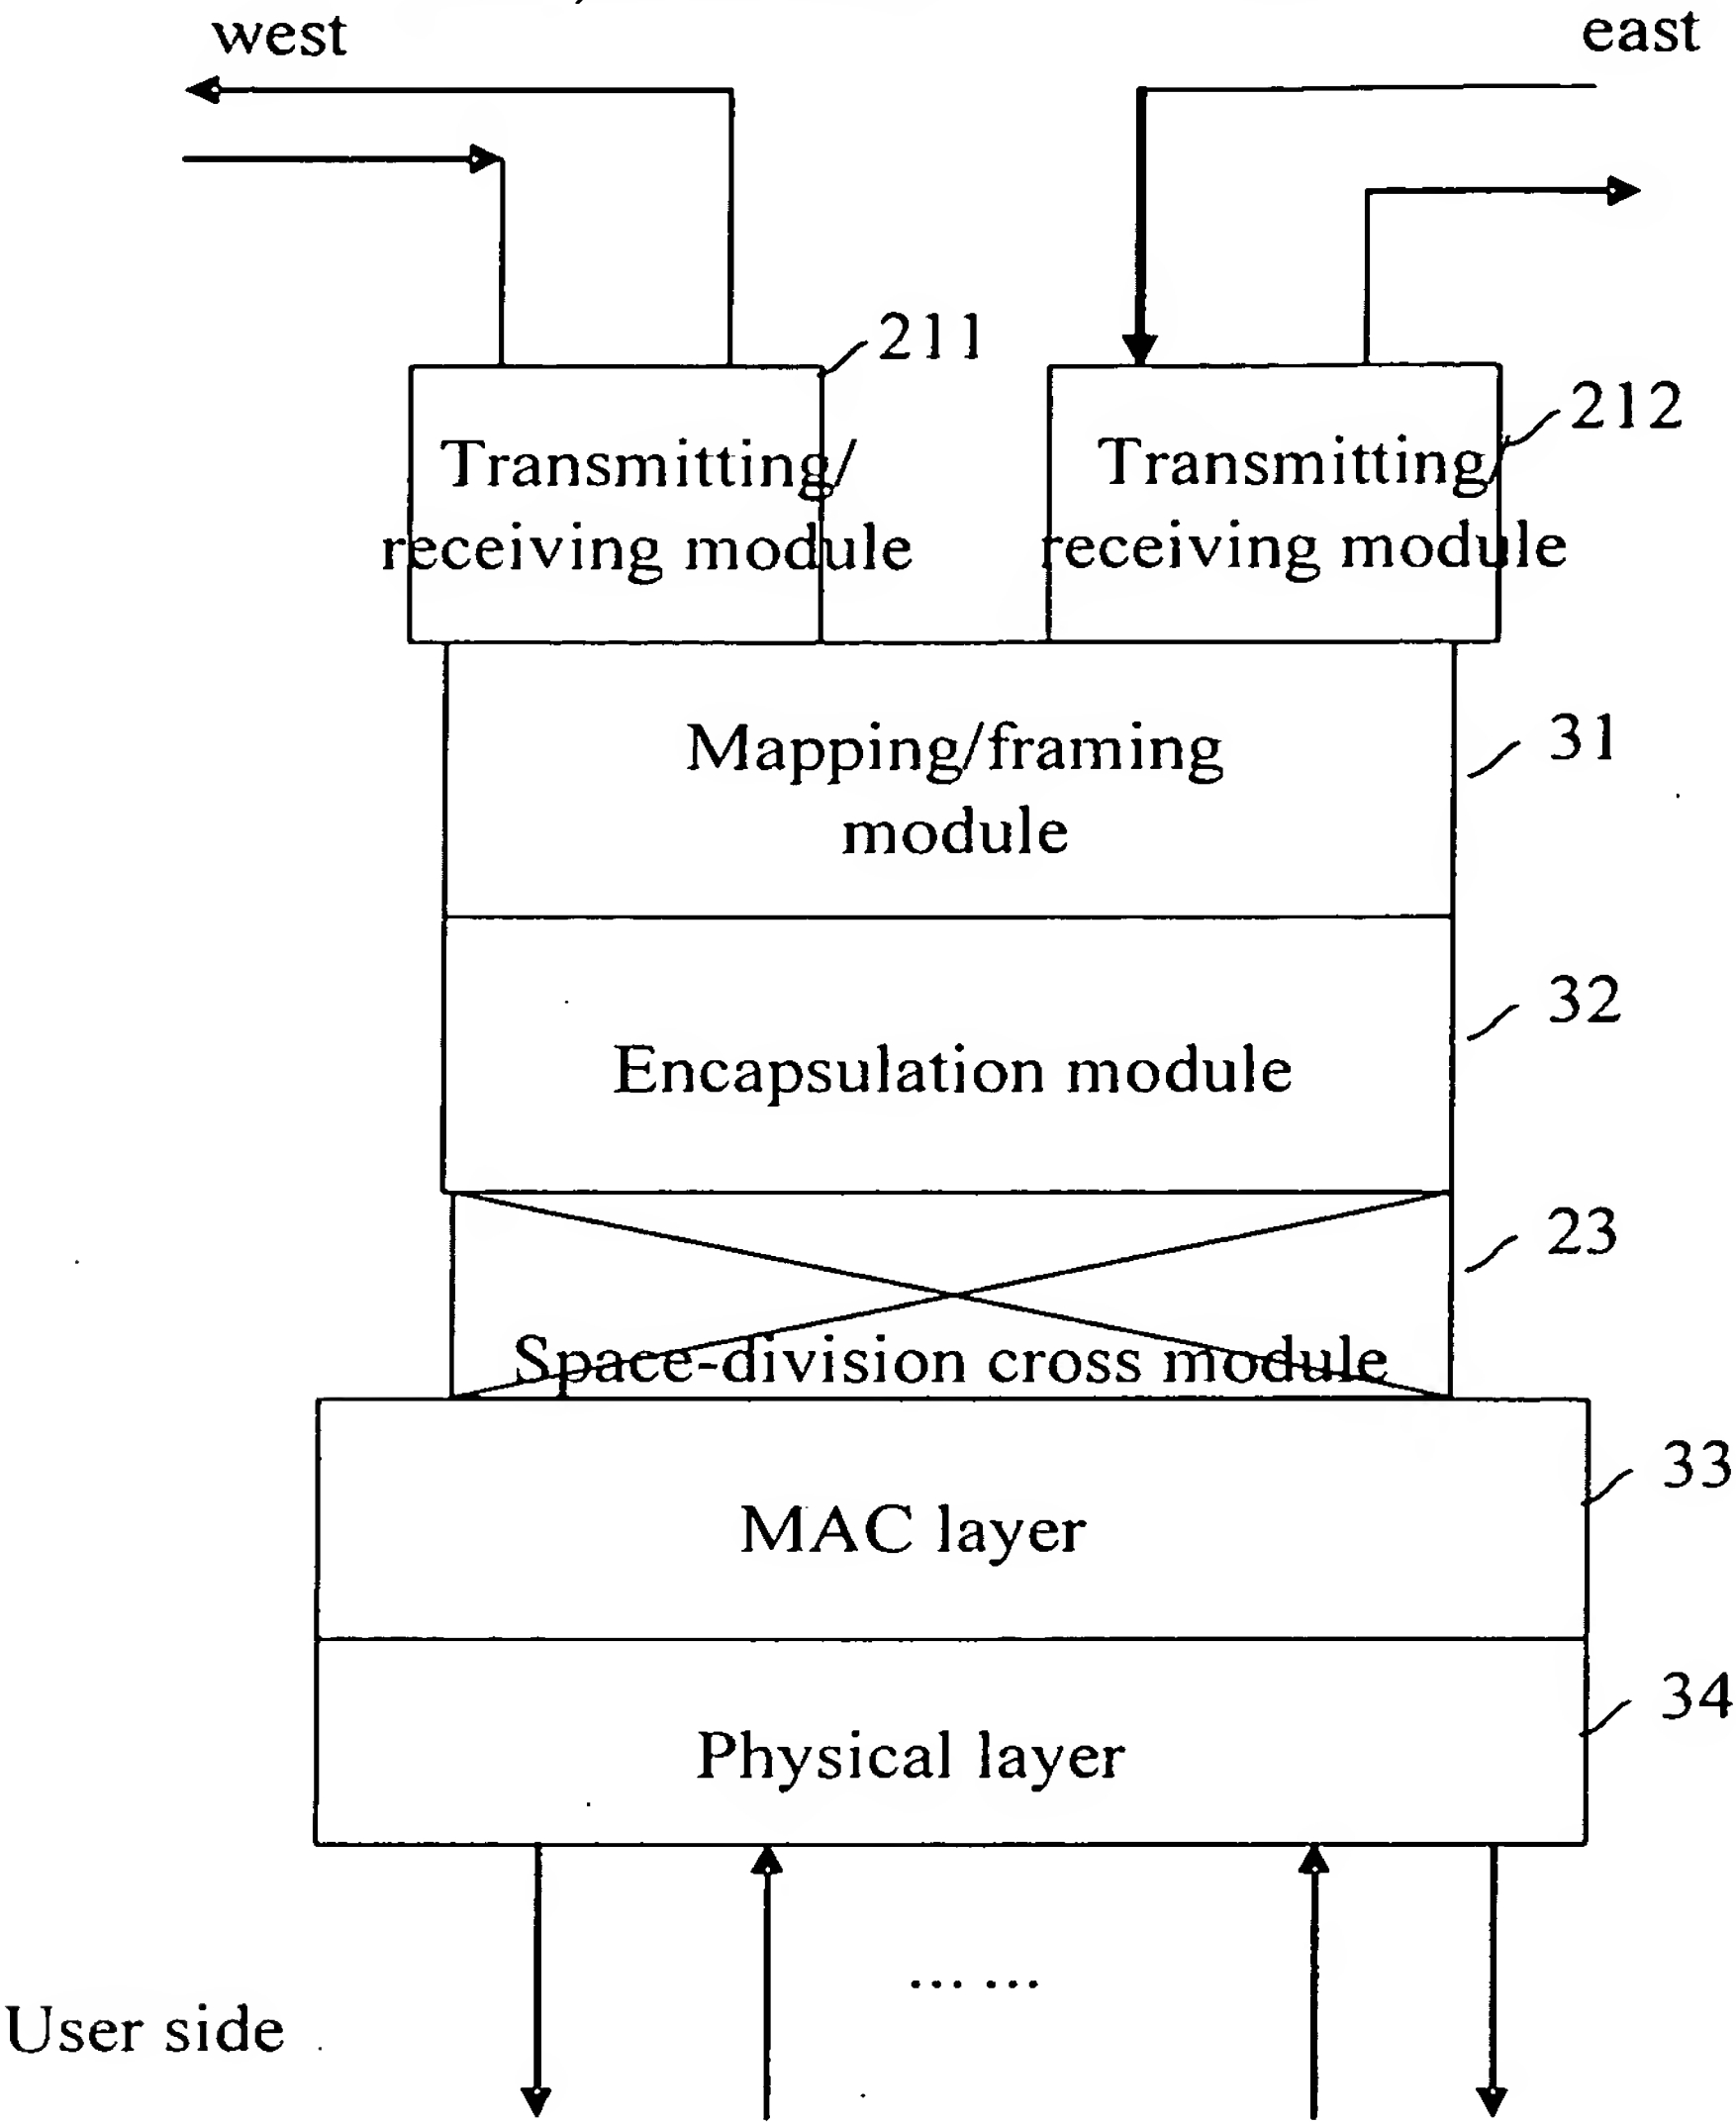 west
east
211
212
Transmitting/
receiving module
Transmitting/
receiving module
Mapping/framing
module
31
Encapsulation module
32
23
Space-division cross module
MAC layer
33
Physical layer
34
... ...
User side